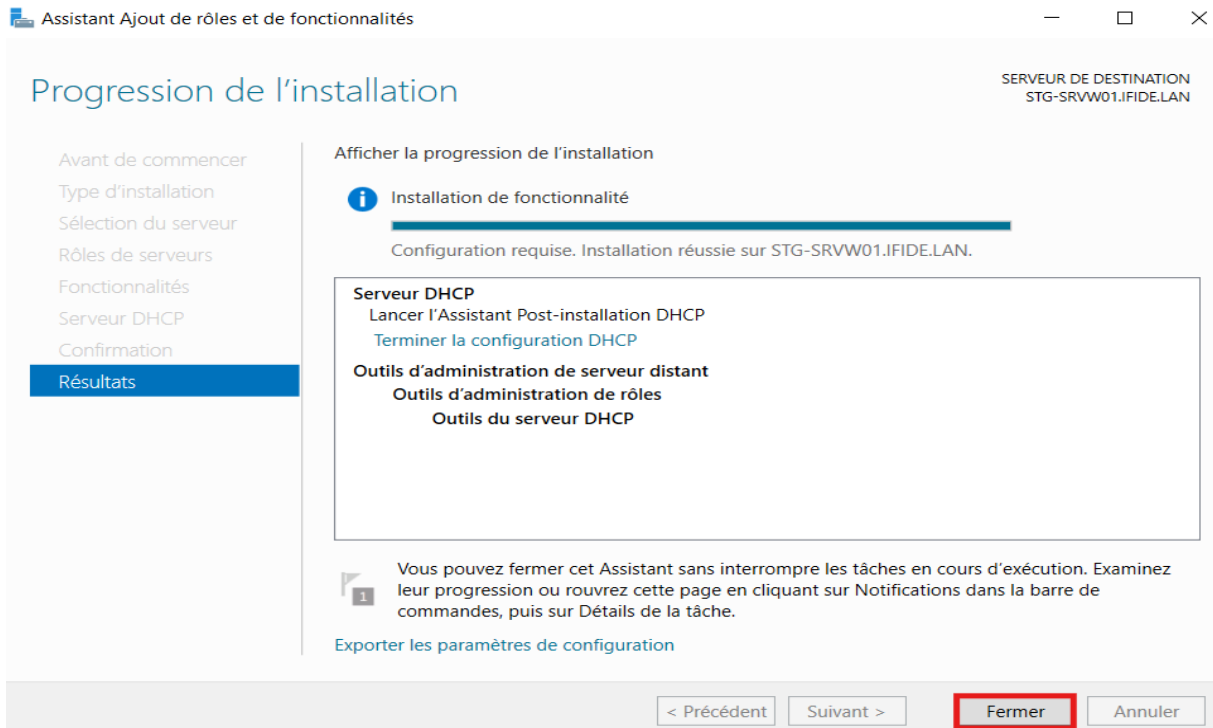 Assistant Ajout de rôles et de fonctionnalités
Progression de l’installation
SERVEUR DE DESTINATION
STG-SRVW01.IFIDE.LAN
Avant de commencer
Type d’installation
Sélection du serveur
Rôles de serveurs
Fonctionnalités
Serveur DHCP
Confirmation
Résultats
Afficher la progression de l’installation
Installation de fonctionnalité
Configuration requise. Installation réussie sur STG-SRVW01.IFIDE.LAN.
Serveur DHCP
Lancer l’Assistant Post-installation DHCP
Terminer la configuration DHCP
Outils d’administration de serveur distant
Outils d’administration de rôles
Outils du serveur DHCP
1
Vous pouvez fermer cet Assistant sans interrompre les tâches en cours d’exécution. Examinez
leur progression ou rouvrez cette page en cliquant sur Notifications dans la barre de
commandes, puis sur Détails de la tâche.
Exporter les paramètres de configuration
< Précédent
Suivant >
Fermer
Annuler